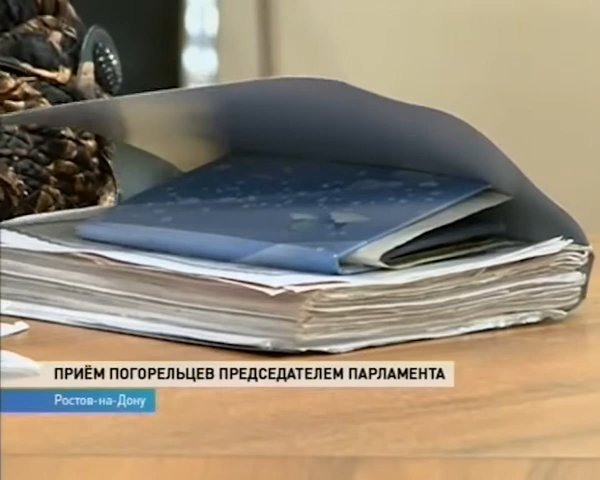 ПРИЁМ ПОГОРЕЛЬЦЕВ ПРЕДСЕДАТЕЛЕМ ПАРЛАМЕНТА
Ростов-на-Дону